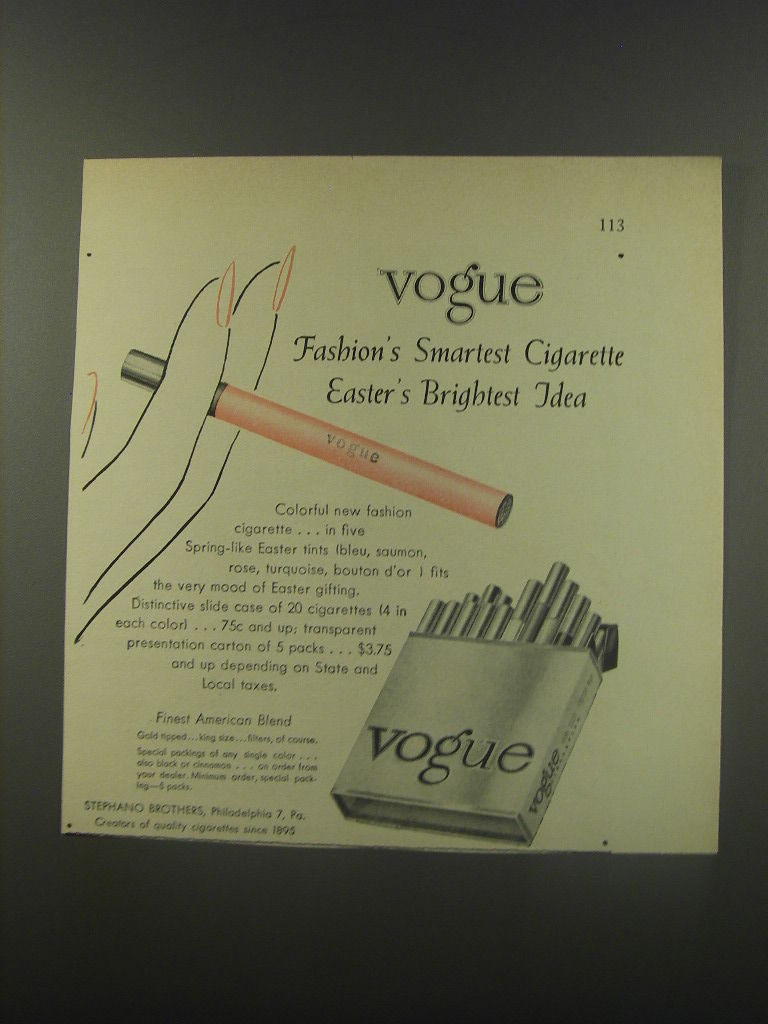 113
vogue
Fashion's Smartest Cigarette
Easter's Brightest Idea
vogue
Colorful new fashion
cigarette . . . in five
Spring-like Easter tints (bleu, saumon,
rose, turquoise, bouton d'or ) fits
the very mood of Easter gifting.
Distinctive slide case of 20 cigarettes (4 in
each color) . . . 75c and up; transparent
presentation carton of 5 packs . . . $3.75
and up depending on State and
Local taxes.
Finest American Blend
Gold tipped...king size...filters, of course.
Special packings of any single color . . .
also black or cinnamon . . . on order from
your dealer. Minimum order, special pack-
ing—5 packs.
STEPHANO BROTHERS, Philadelphia 7, Pa.
Creators of quality cigarettes since 1895
vogue
vogue